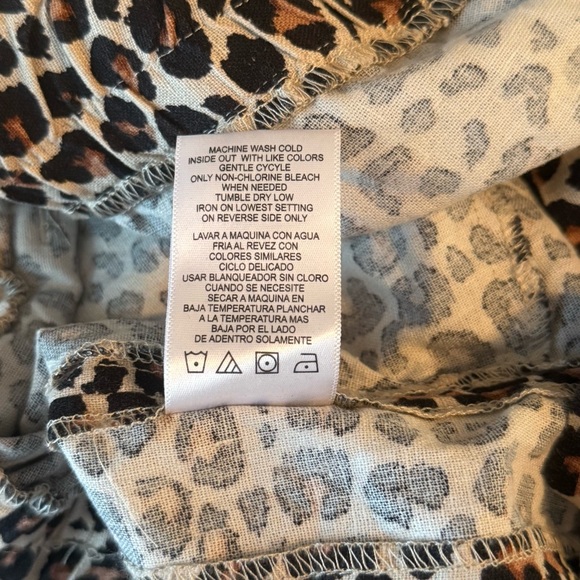 MACHINE WASH COLD
INSIDE OUT WITH LIKE COLORS
GENTLE CYCYLE
ONLY NON-CHLORINE BLEACH
WHEN NEEDED
TUMBLE DRY LOW
IRON ON LOWEST SETTING
ON REVERSE SIDE ONLY
LAVAR A MAQUINA CON AGUA
FRIA AL REVEZ CON
COLORES SIMILARES
CICLO DELICADO
USAR BLANQUEADOR SIN CLORO
CUANDO SE NECESITE
SECAR A MAQUINA EN
BAJA TEMPERATURA PLANCHAR
A LA TEMPERATURA MAS
BAJA POR EL LADO
DE ADENTRO SOLAMENTE